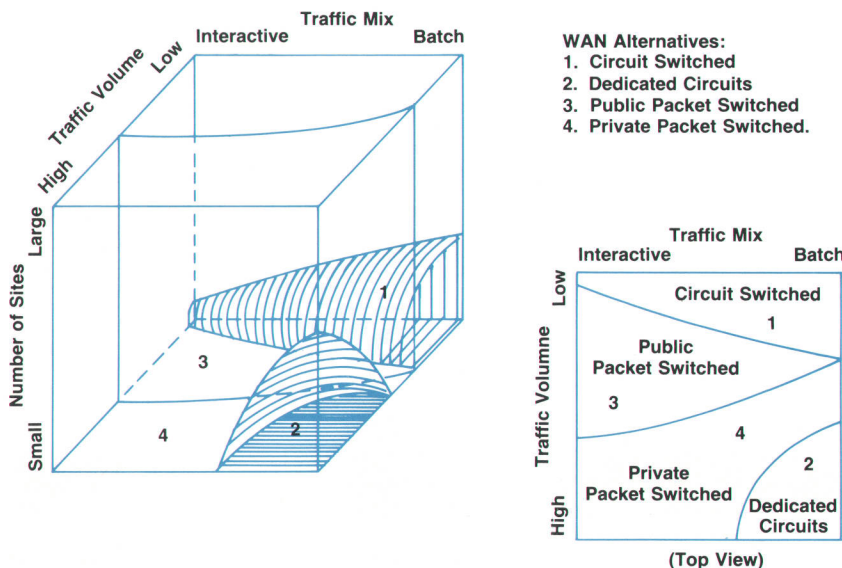 Traffic Mix
Interactive
Batch
Traffic Volume
Low
High
Number of Sites
Large
Small
1
3
2
4
WAN Alternatives:
1. Circuit Switched
2. Dedicated Circuits
3. Public Packet Switched
4. Private Packet Switched.
Traffic Mix
Interactive
Batch
Traffic Volumne
Low
High
Circuit Switched
1
Public
Packet Switched
3
4
2
Private
Packet Switched
Dedicated
Circuits
(Top View)